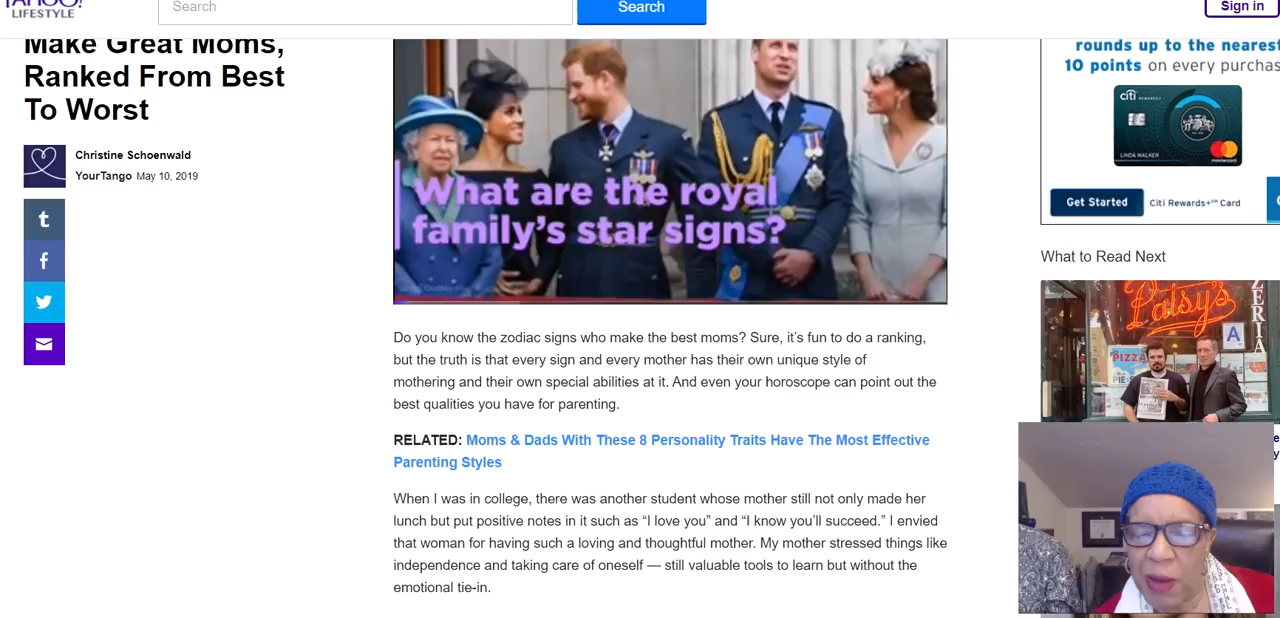 YAHOO!
LIFESTYLE
Search
Search
Sign in
Make Great Moms,
Ranked From Best
To Worst
Christine Schoenwald
YourTango May 10, 2019
What are the royal
family's star signs?
Do you know the zodiac signs who make the best moms? Sure, it's fun to do a ranking,
but the truth is that every sign and every mother has their own unique style of
mothering and their own special abilities at it. And even your horoscope can point out the
best qualities you have for parenting.
RELATED: Moms & Dads With These 8 Personality Traits Have The Most Effective
Parenting Styles
When I was in college, there was another student whose mother still not only made her
lunch but put positive notes in it such as “I love you” and “I know you'll succeed.” I envied
that woman for having such a loving and thoughtful mother. My mother stressed things like
independence and taking care of oneself — still valuable tools to learn but without the
emotional tie-in.
rounds up to the nearest
10 points on every purchas
citi
LINDA WALKER
mastercard
Get Started
Citi Rewards+℠ Card
What to Read Next
Patsy's
ZERIA
PIZZA
A